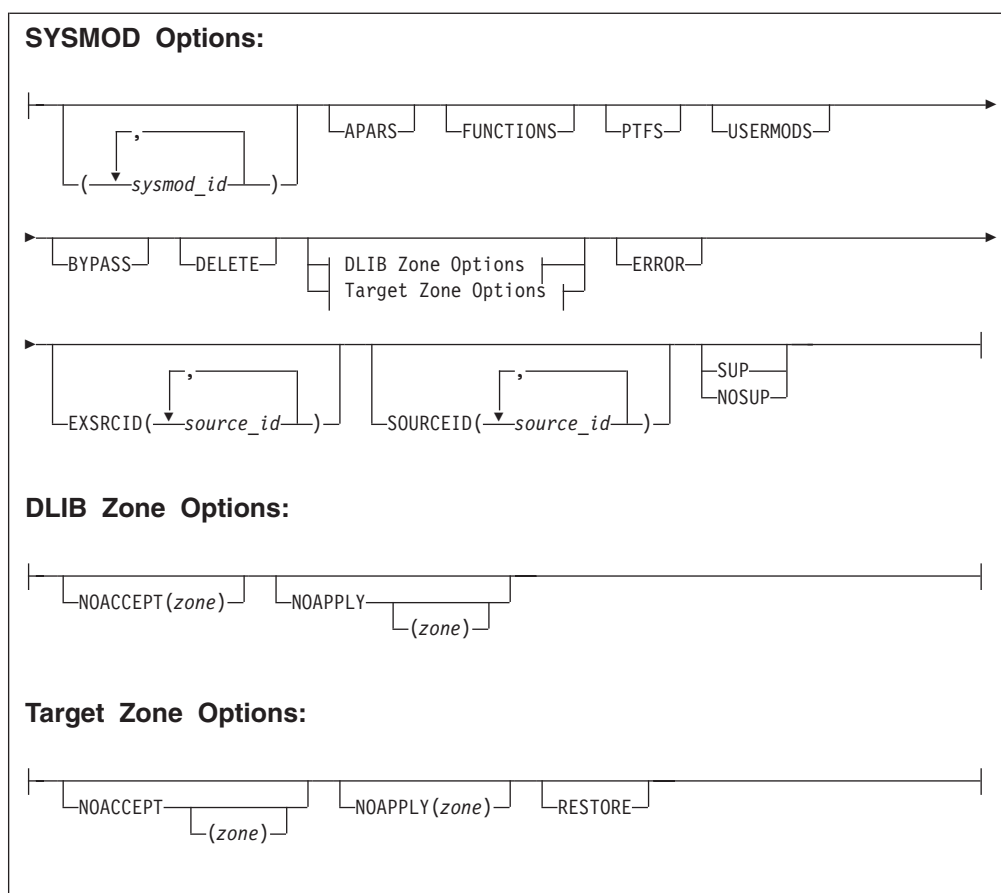 SYSMOD Options:
,
( sysmod_id ) APARS FUNCTIONS PTFS USERMODS
BYPASS DELETE DLIB Zone Options ERROR
Target Zone Options
, , SUP
EXSRCID( source_id ) SOURCEID( source_id ) NOSUP
DLIB Zone Options:
NOACCEPT(zone) NOAPPLY
(zone)
Target Zone Options:
NOACCEPT NOAPPLY(zone) RESTORE
(zone)